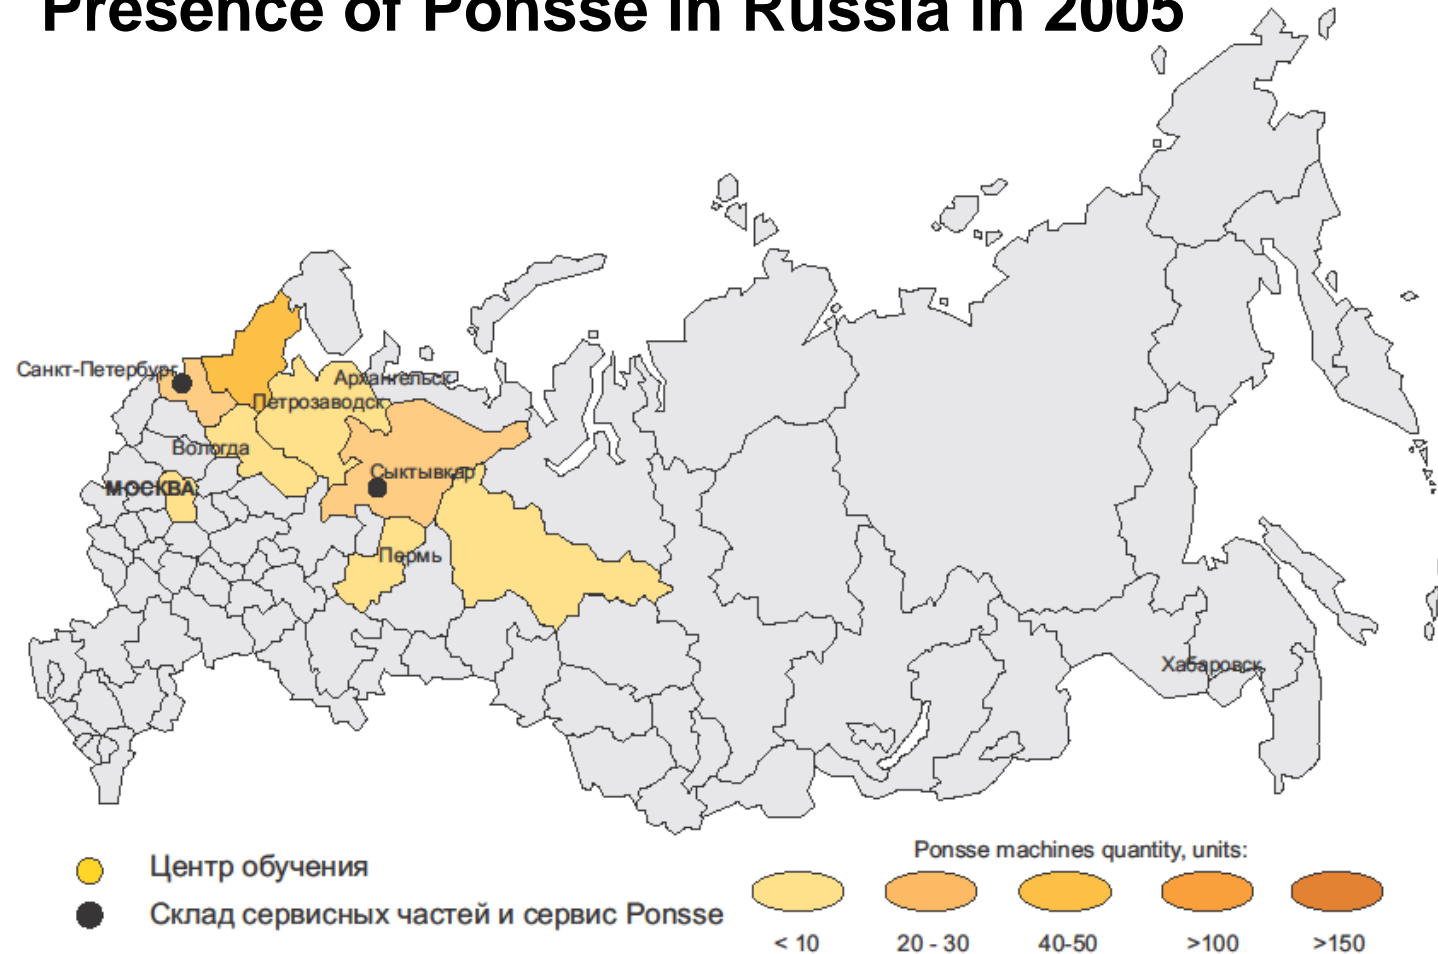 Presence of Ponsse in Russia in 2005
Санкт-Петербург
Архангельск
Петрозаводск
Вологда
Сыктывкар
МОСКВА
Пермь
Хабаровск
Центр обучения
Склад сервисных частей и сервис Ponsse
Ponsse machines quantity, units:
< 10
20 - 30
40-50
>100
>150